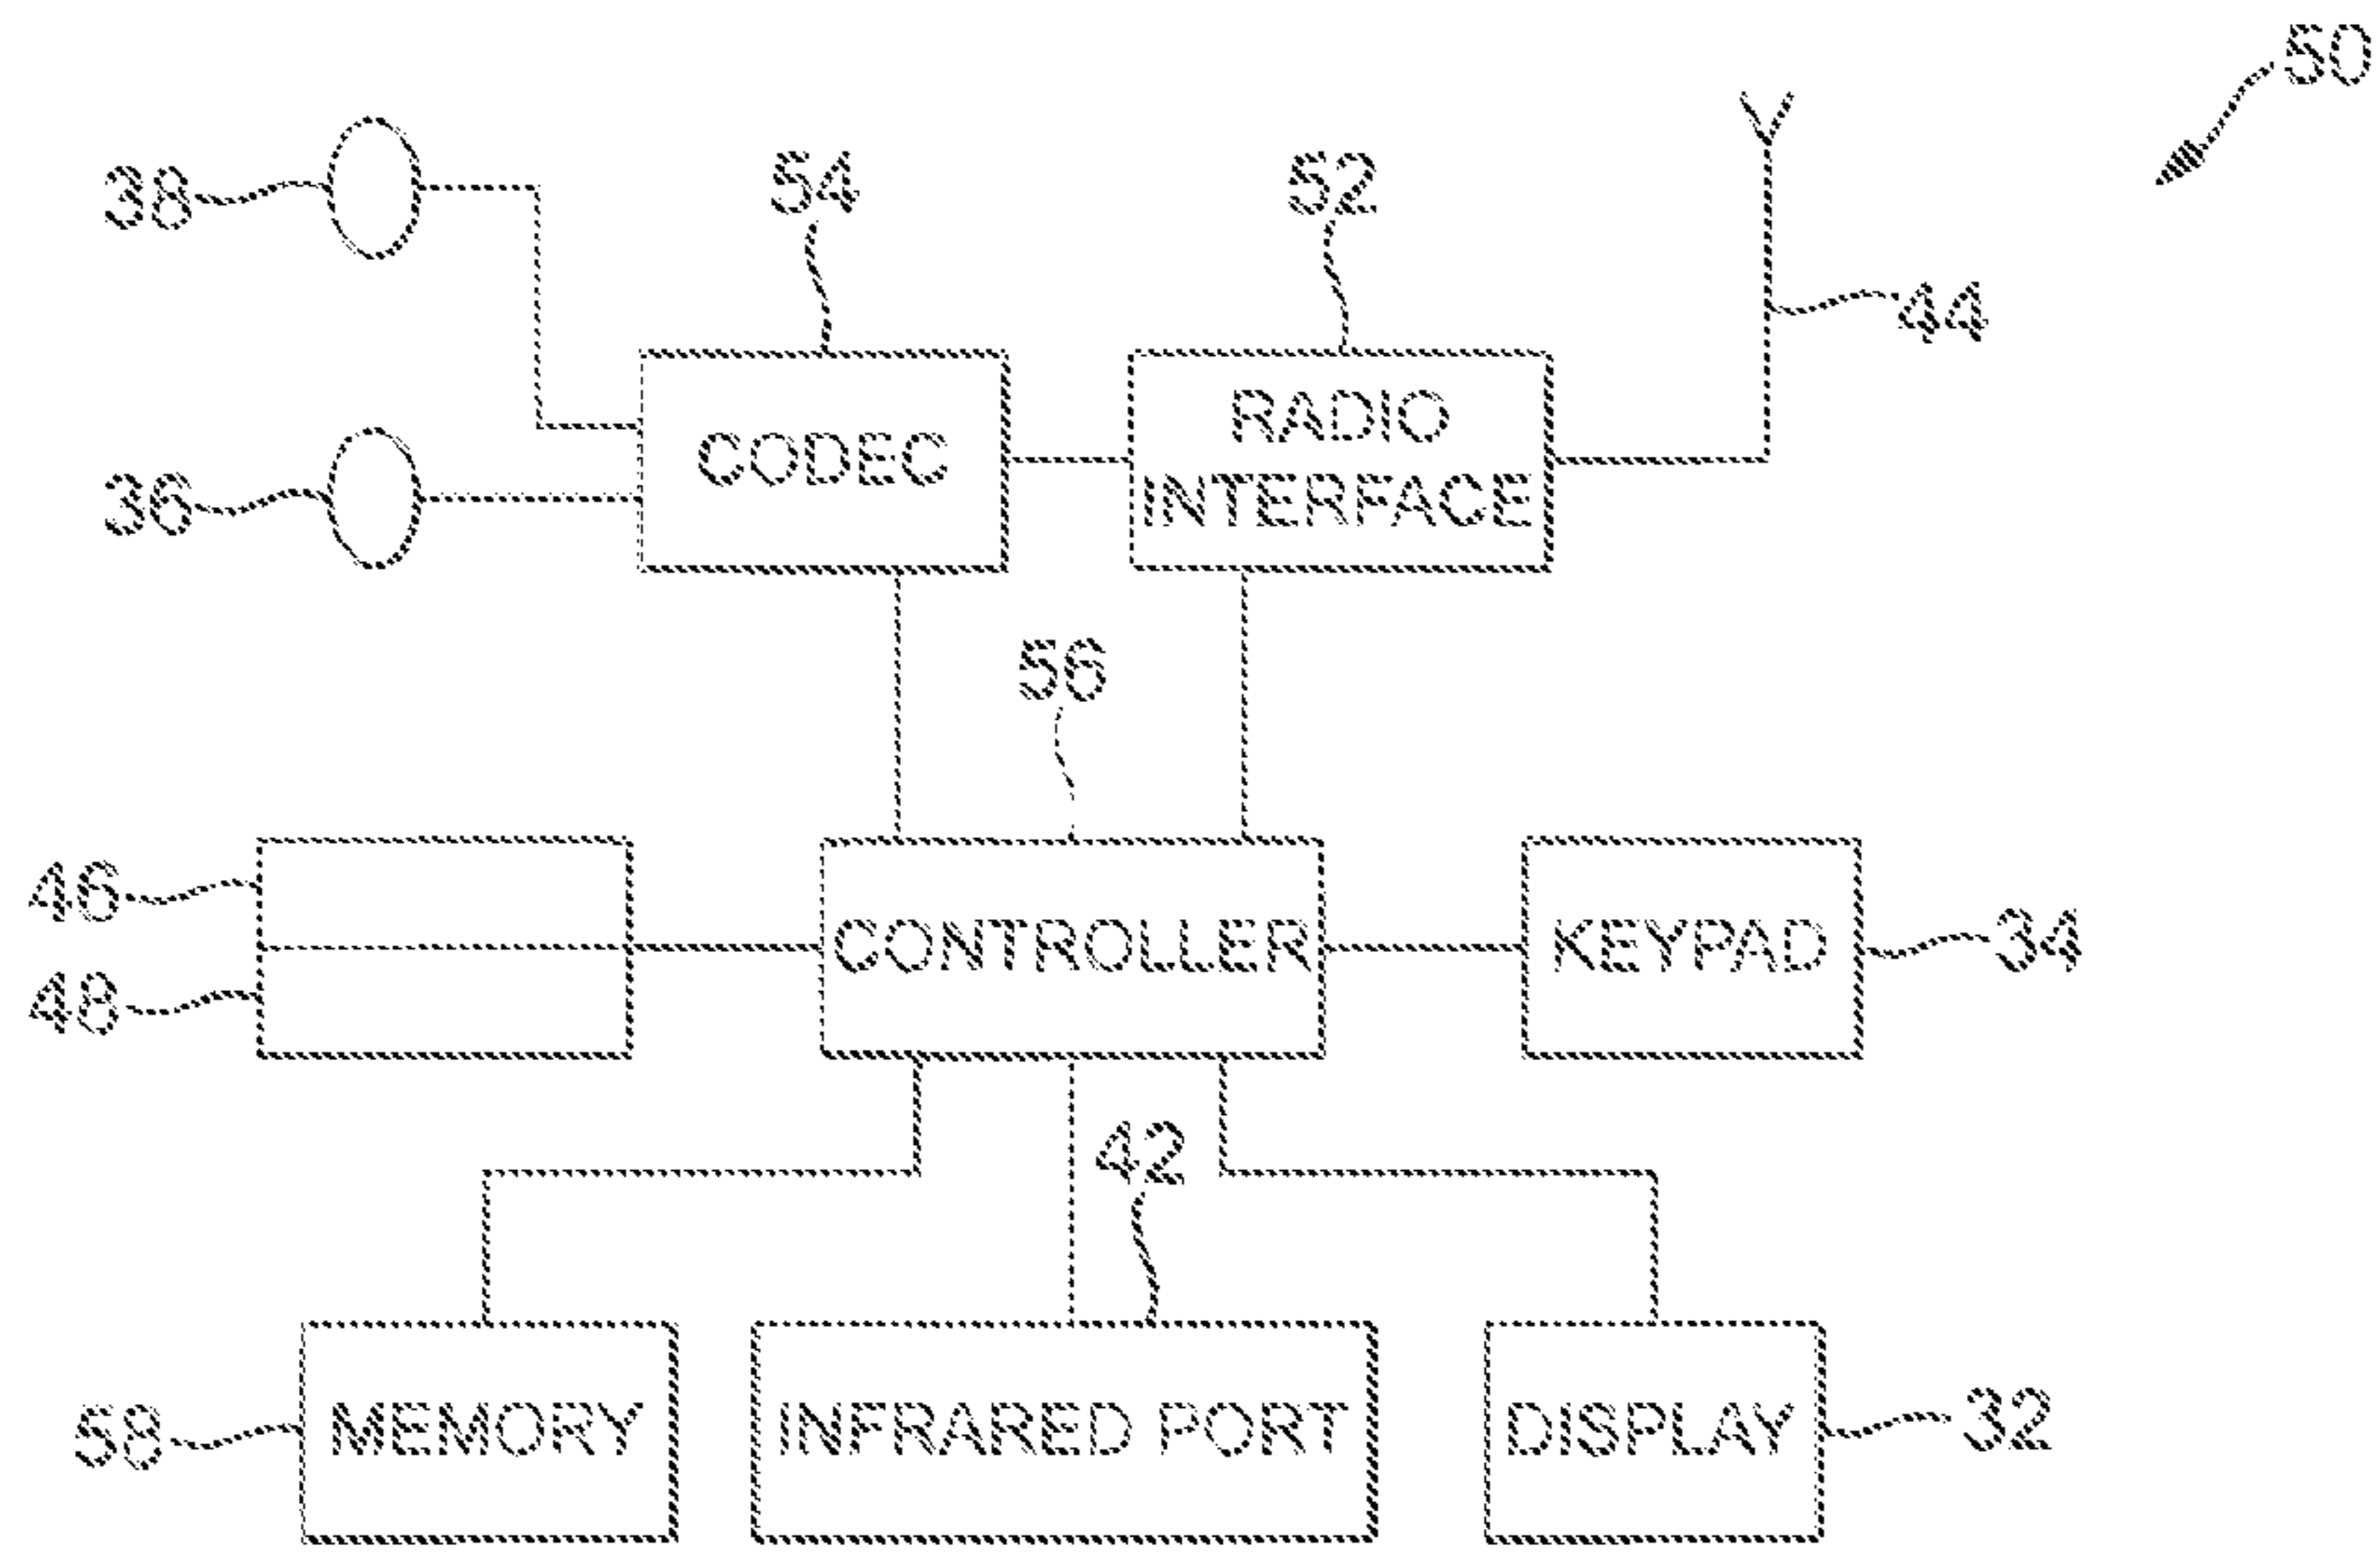 50
38
54
52
44
36
CODEC
RADIO
INTERFACE
56
46
48
CONTROLLER
KEYPAD
34
42
58
MEMORY
INFRARED PORT
DISPLAY
32